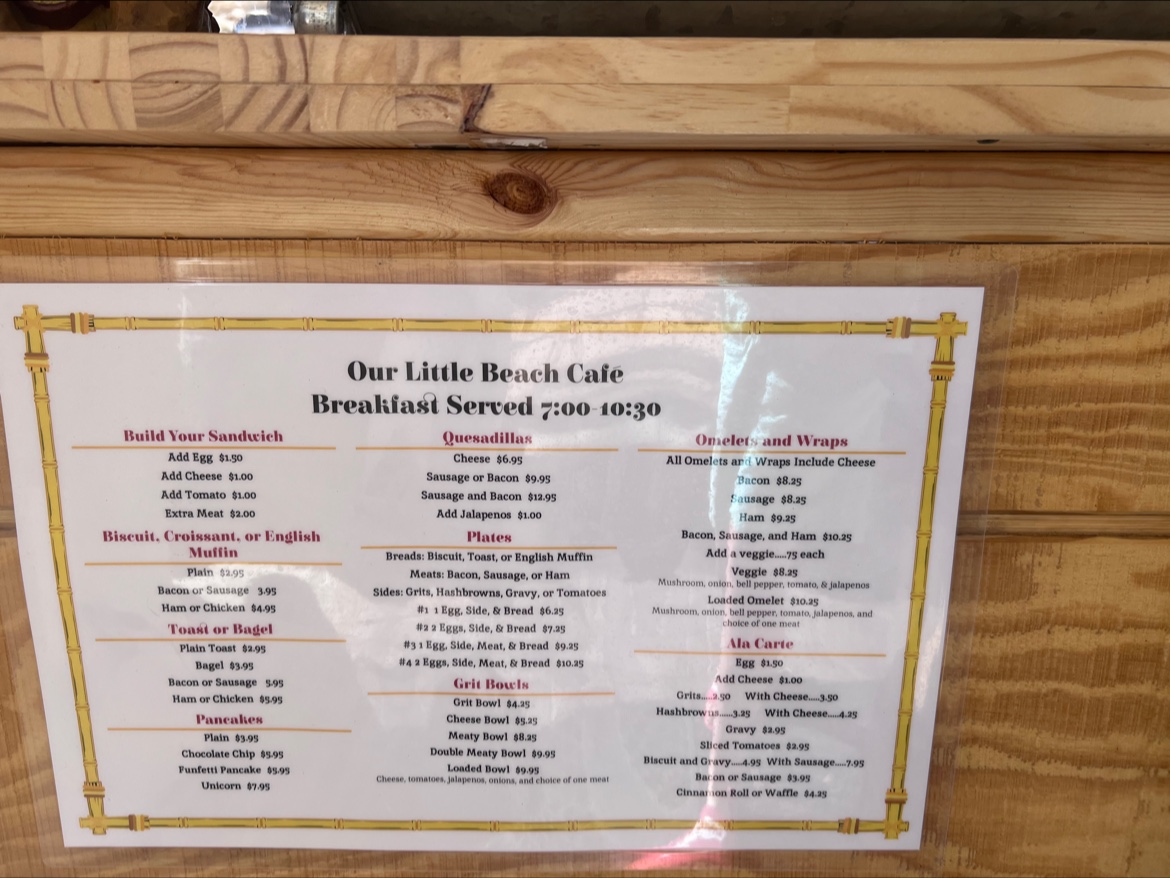 Our Little Beach Café
Breakfast Served 7:00-10:30
Build Your Sandwich
Add Egg $1.50
Add Cheese $1.00
Add Tomato $1.00
Extra Meat $2.00
Biscuit, Croissant, or English
Muffin
Plain $2.95
Bacon or Sausage 3.95
Ham or Chicken $4.95
Toast or Bagel
Plain Toast $2.95
Bagel $3.95
Bacon or Sausage 5.95
Ham or Chicken $5.95
Pancakes
Plain $3.95
Chocolate Chip $5.95
Funfetti Pancake $5.95
Unicorn $7.95
Quesadillas
Cheese $6.95
Sausage or Bacon $9.95
Sausage and Bacon $12.95
Add Jalapenos $1.00
Plates
Breads: Biscuit, Toast, or English Muffin
Meats: Bacon, Sausage, or Ham
Sides: Grits, Hashbrowns, Gravy, or Tomatoes
#1 1 Egg, Side, & Bread $6.25
#2 2 Eggs, Side, & Bread $7.25
#3 1 Egg, Side, Meat, & Bread $9.25
#4 2 Eggs, Side, Meat, & Bread $10.25
Grit Bowls
Grit Bowl $4.25
Cheese Bowl $5.25
Meaty Bowl $8.25
Double Meaty Bowl $9.95
Loaded Bowl $9.95
Cheese, tomatoes, jalapenos, onions, and choice of one meat
Omelets and Wraps
All Omelets and Wraps Include Cheese
Bacon $8.25
Sausage $8.25
Ham $9.25
Bacon, Sausage, and Ham $10.25
Add a veggie.....75 each
Veggie $8.25
Mushroom, onion, bell pepper, tomato, & jalapenos
Loaded Omelet $10.25
Mushroom, onion, bell pepper, tomato, jalapenos, and
choice of one meat
Ala Carte
Egg $1.50
Add Cheese $1.00
Grits.....2.50 With Cheese.....3.50
Hashbrowns......3.25 With Cheese.....4.25
Gravy $2.95
Sliced Tomatoes $2.95
Biscuit and Gravy.....4.95 With Sausage.....7.95
Bacon or Sausage $3.95
Cinnamon Roll or Waffle $4.25